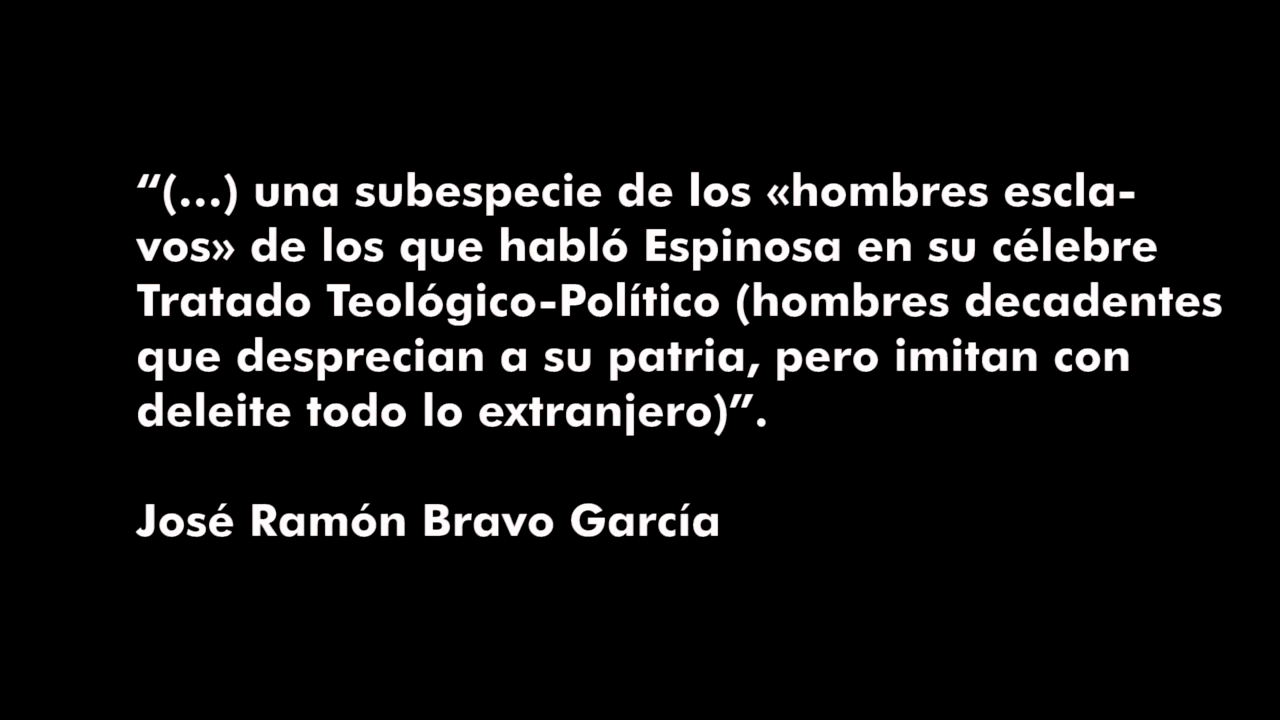 “(...) una subespecie de los «hombres escla-
vos» de los que habló Espinosa en su célebre
Tratado Teológico-Político (hombres decadentes
que desprecian a su patria, pero imitan con
deleite todo lo extranjero)”.
José Ramón Bravo García